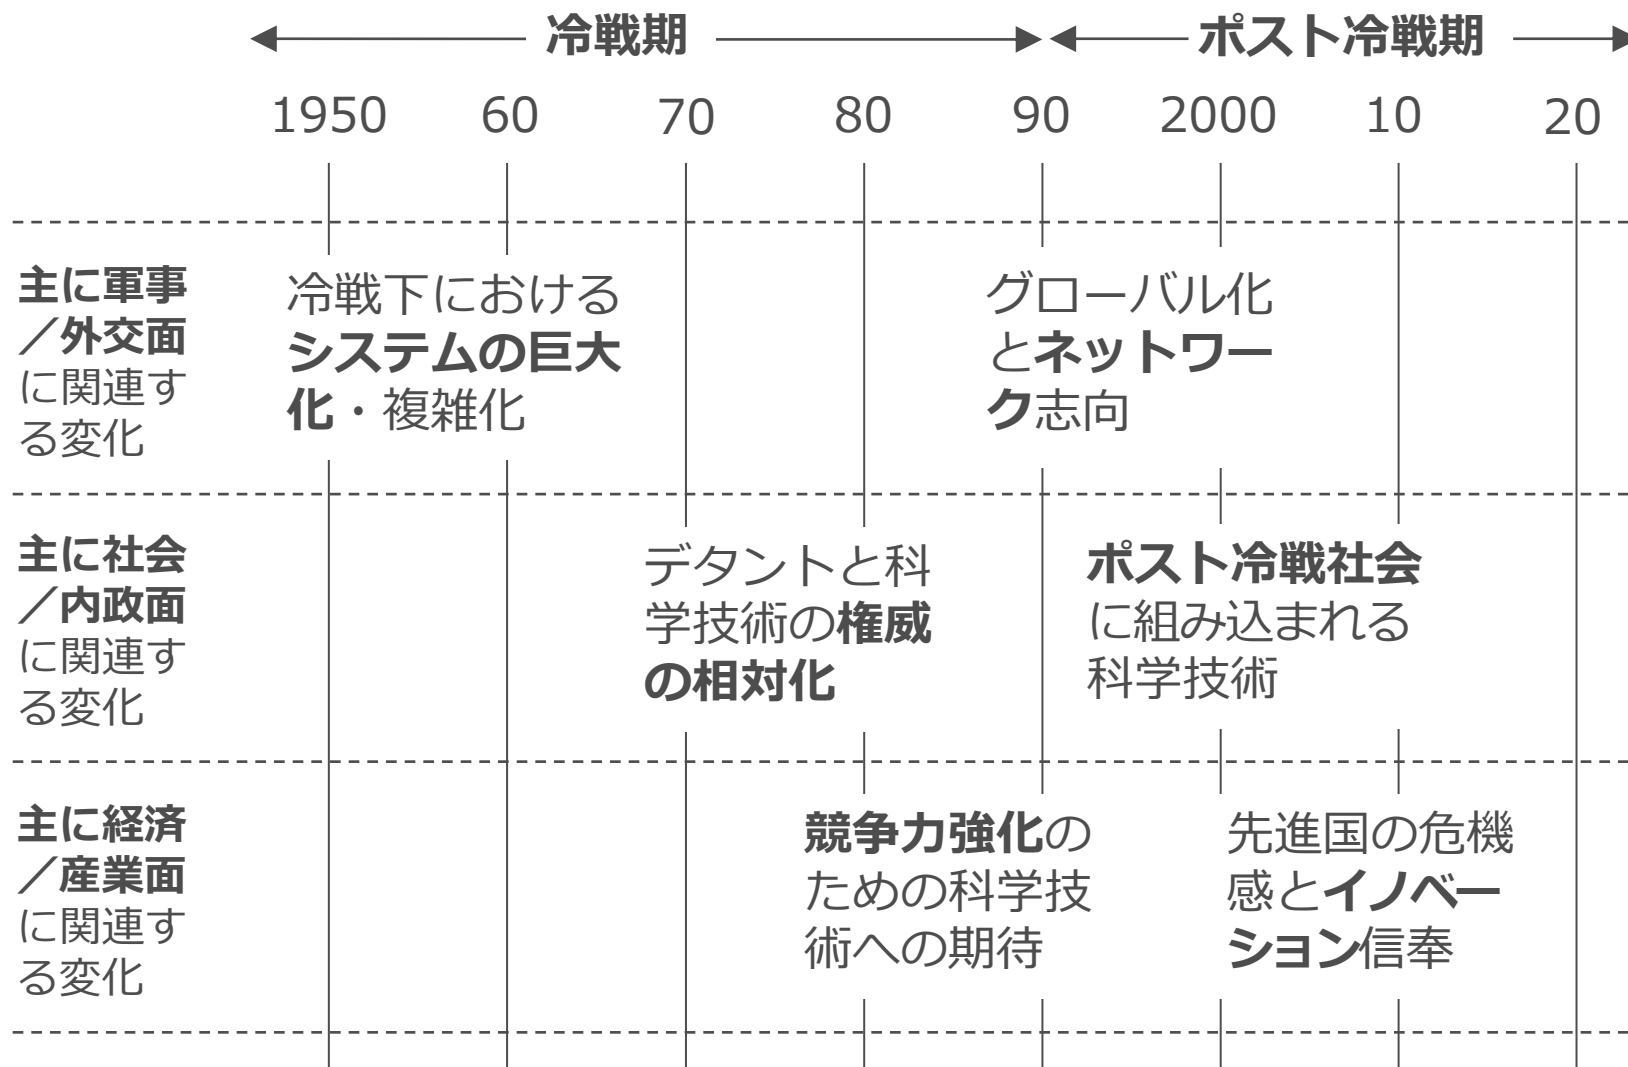 冷戦期 ポスト冷戦期
1950 60 70 80 90 2000 10 20
主に軍事
／外交面
に関連す
る変化
冷戦下における
システムの巨大
化・複雑化
グローバル化
とネットワー
ク志向
主に社会
／内政面
に関連す
る変化
デタントと科
学技術の権威
の相対化
ポスト冷戦社会
に組み込まれる
科学技術
主に経済
／産業面
に関連す
る変化
競争力強化の
ための科学技
術への期待
先進国の危機
感とイノベー
ション信奉